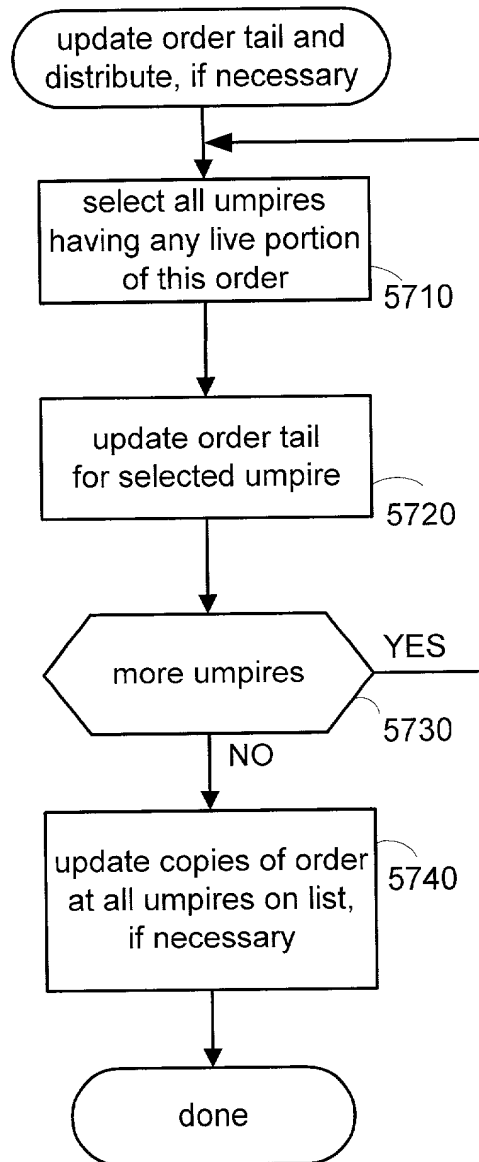 update order tail and
distribute, if necessary
select all umpires
having any live portion
of this order
5710
update order tail
for selected umpire
5720
more umpires
YES
5730
NO
update copies of order
at all umpires on list,
if necessary
5740
done